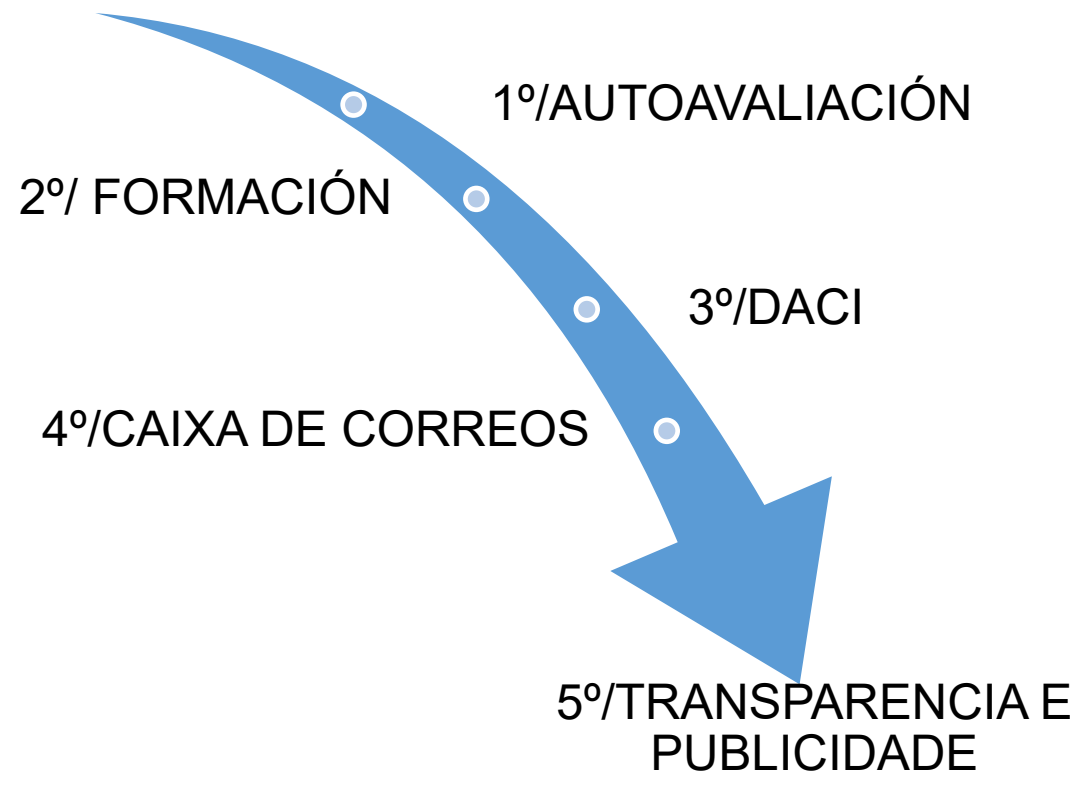 1º/AUTOAVALIACIÓN
2º/ FORMACIÓN
3º/DACI
4º/CAIXA DE CORREOS
5º/TRANSPARENCIA E
PUBLICIDADE